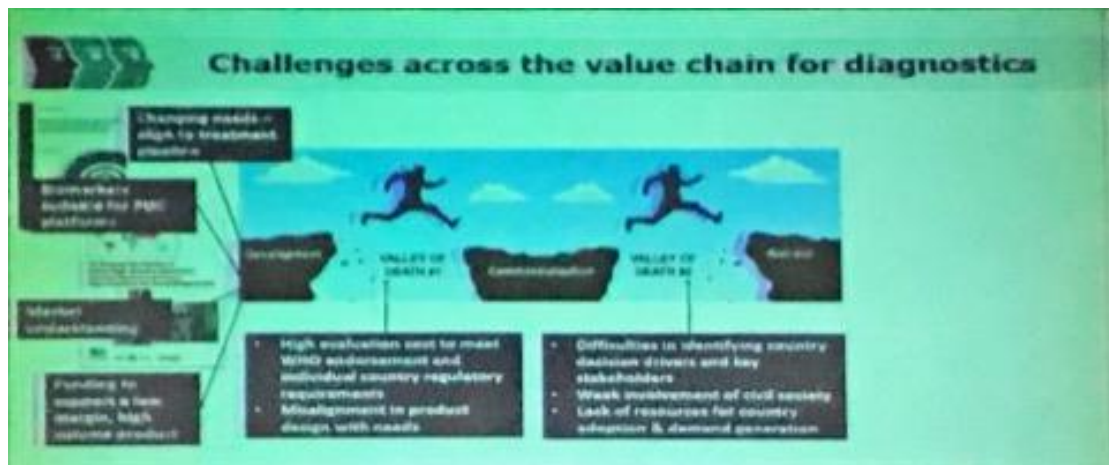 Challenges across the value chain for diagnostics
Changing needs –
align to treatment
pipeline
Biomarkers
suitable for POC
platforms
Market
understanding
Funding to
support a low
margin, high
volume product
Development
VALLEY OF
DEATH #1
Commercialisation
VALLEY OF
DEATH #2
• High evaluation cost to meet
WHO endorsement and
individual country regulatory
requirements
• Misalignment in product
design with needs
• Difficulties in identifying country
decision drivers and key
stakeholders
• Weak involvement of civil society
• Lack of resources for country
adoption & demand generation